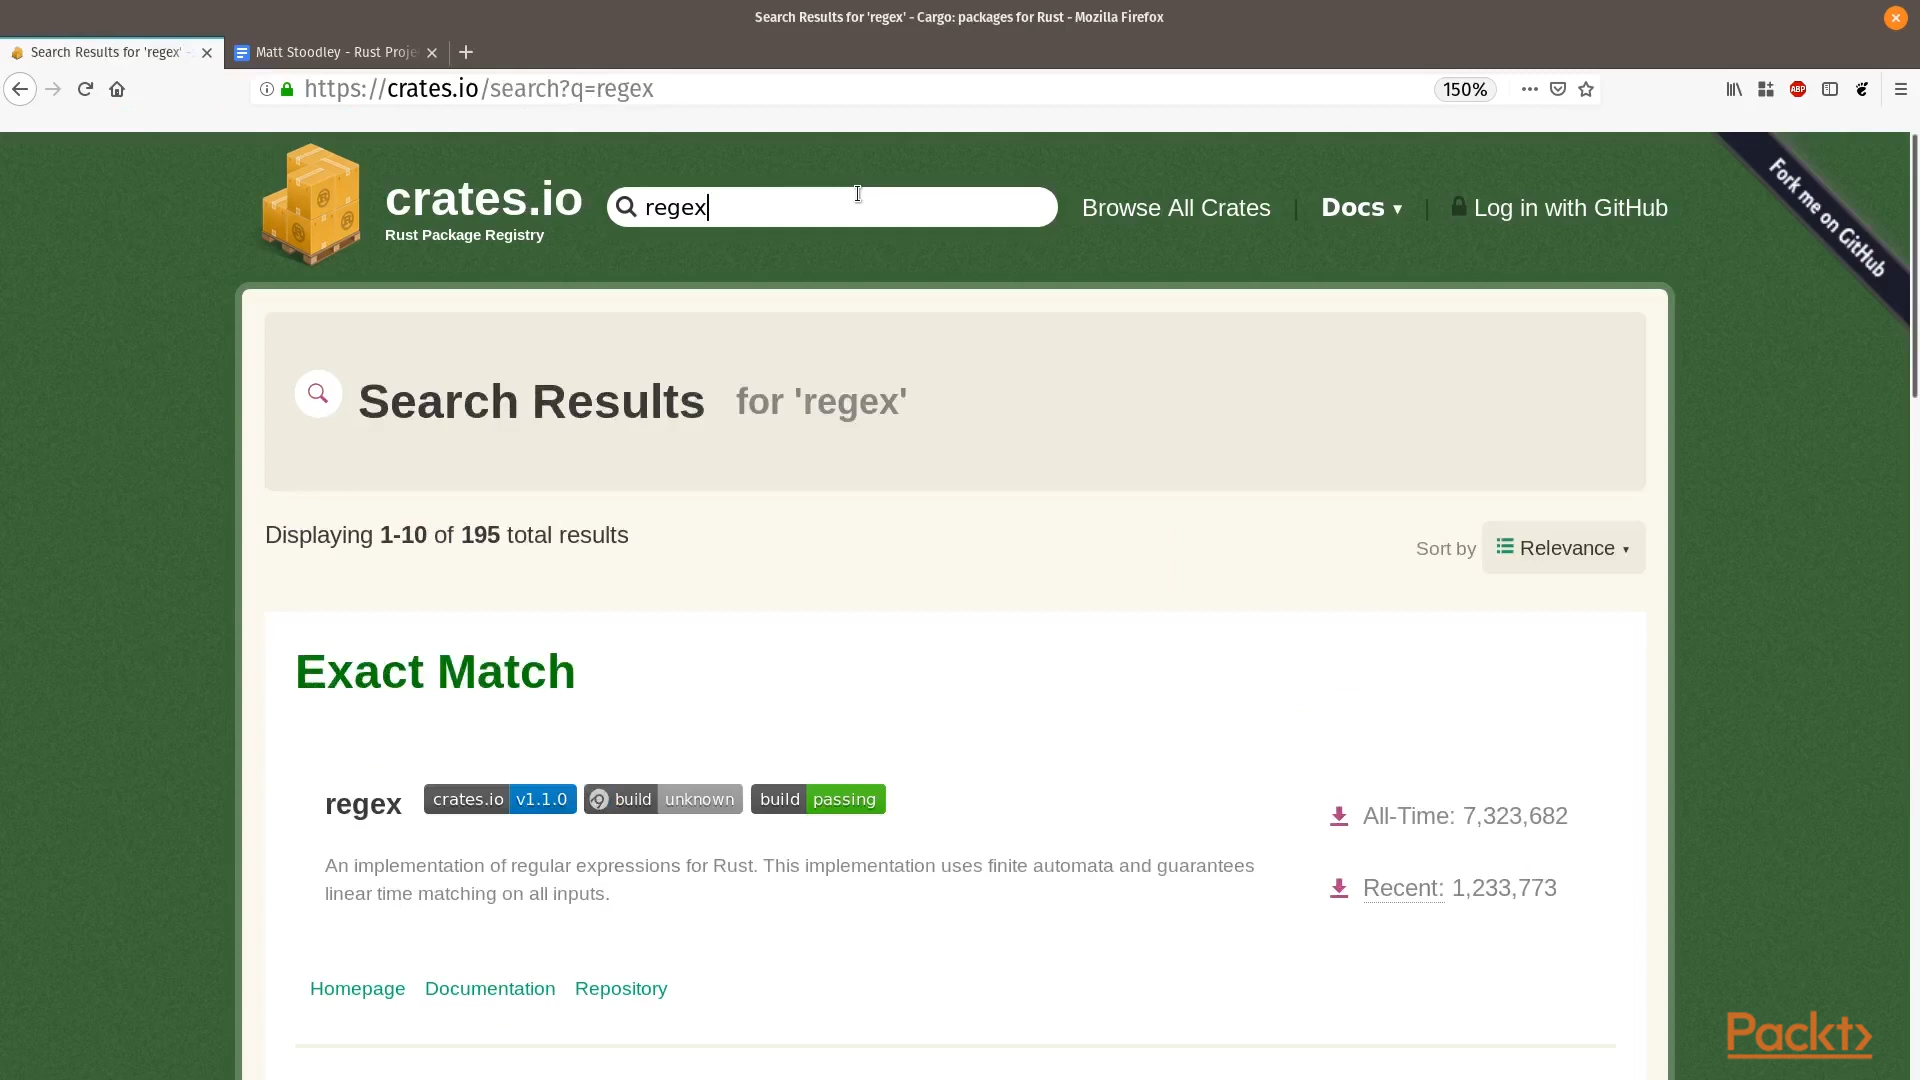 Search Results for 'regex' - Cargo: packages for Rust - Mozilla Firefox
Search Results for 'regex' -
Matt Stoodley - Rust Proje
https://crates.io/search?q=regex
150%
ABP
crates.io
Rust Package Registry
regex
Browse All Crates | Docs ▾ | Log in with GitHub
Fork me on GitHub
Search Results for 'regex'
Displaying 1-10 of 195 total results
Sort by Relevance ▾
Exact Match
regex crates.io v1.1.0 build unknown build passing
All-Time: 7,323,682
An implementation of regular expressions for Rust. This implementation uses finite automata and guarantees
linear time matching on all inputs.
Recent: 1,233,773
Homepage Documentation Repository
Packt>